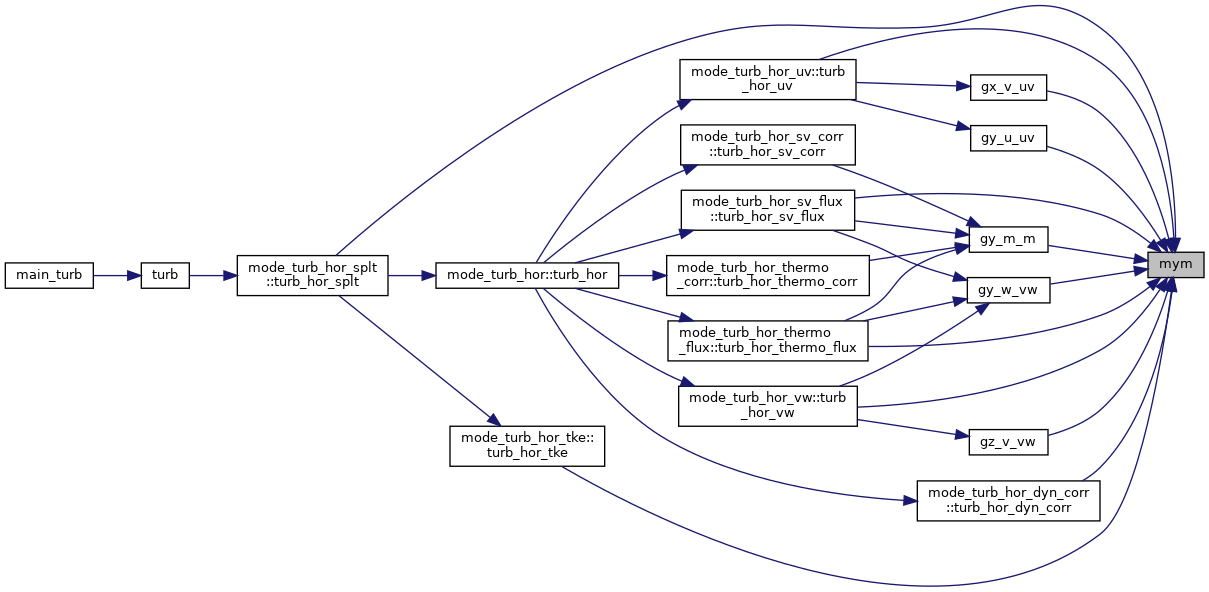 main_turb
turb
mode_turb_hor_splt
::turb_hor_splt
mode_turb_hor::turb_hor
mode_turb_hor_tke::
turb_hor_tke
mode_turb_hor_uv::turb
_hor_uv
mode_turb_hor_sv_corr
::turb_hor_sv_corr
mode_turb_hor_sv_flux
::turb_hor_sv_flux
mode_turb_hor_thermo
_corr::turb_hor_thermo_corr
mode_turb_hor_thermo
_flux::turb_hor_thermo_flux
mode_turb_hor_vw::turb
_hor_vw
gx_v_uv
gy_u_uv
gy_m_m
gy_w_vw
gz_v_vw
mode_turb_hor_dyn_corr
::turb_hor_dyn_corr
mym